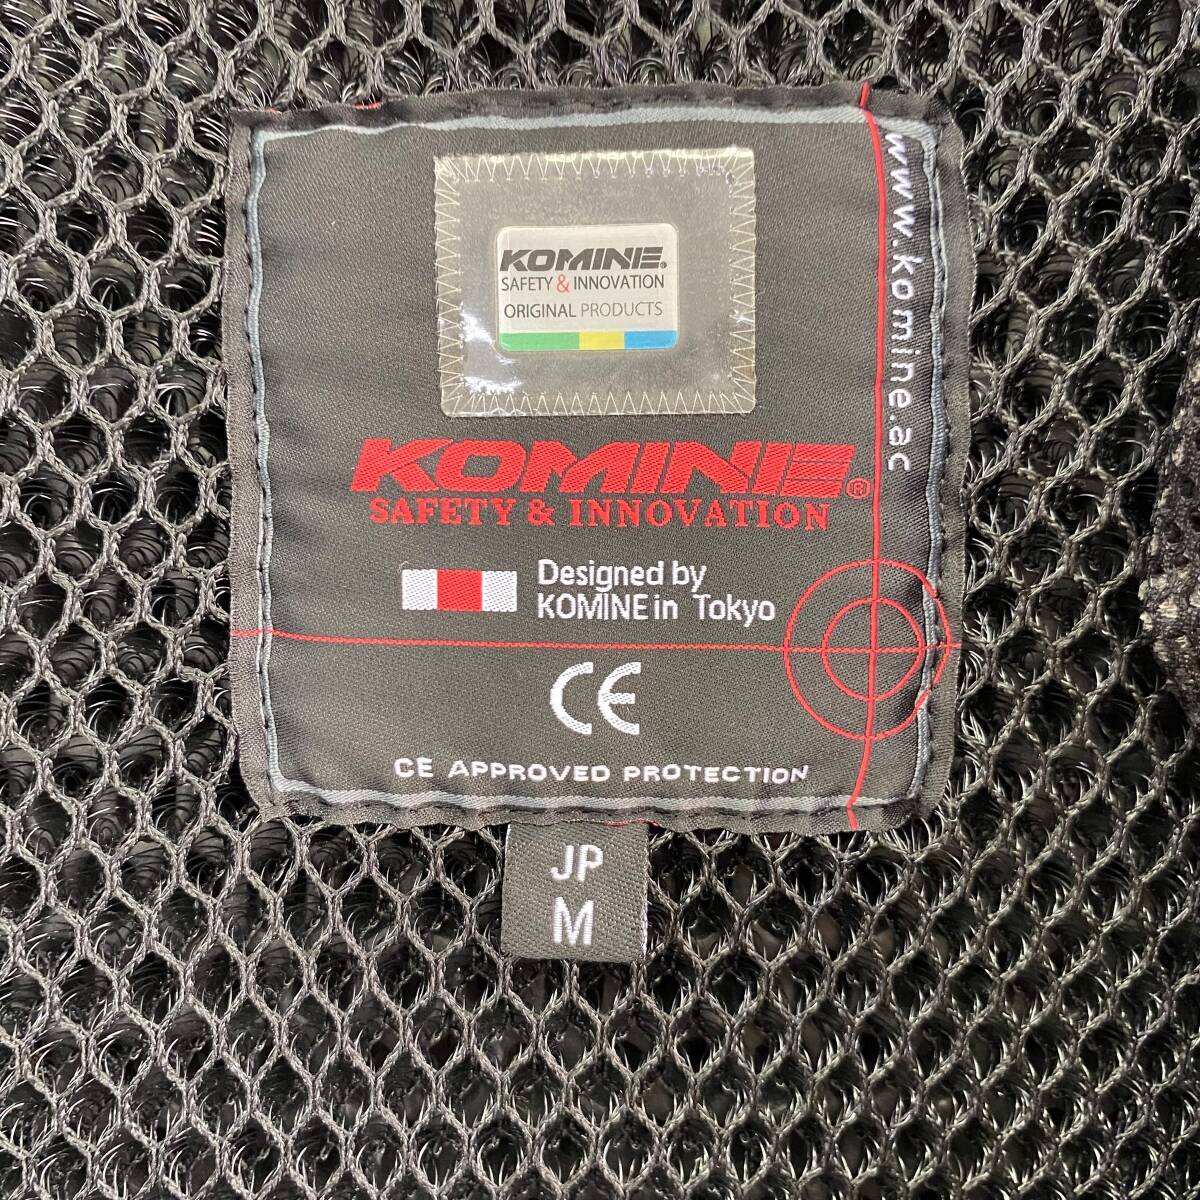 KOMINE®
SAFETY & INNOVATION
ORIGINAL PRODUCTS
KOMINE®
SAFETY & INNOVATION
Designed by
KOMINE in Tokyo
CE
CE APPROVED PROTECTION
www.komine.ac
JP
M